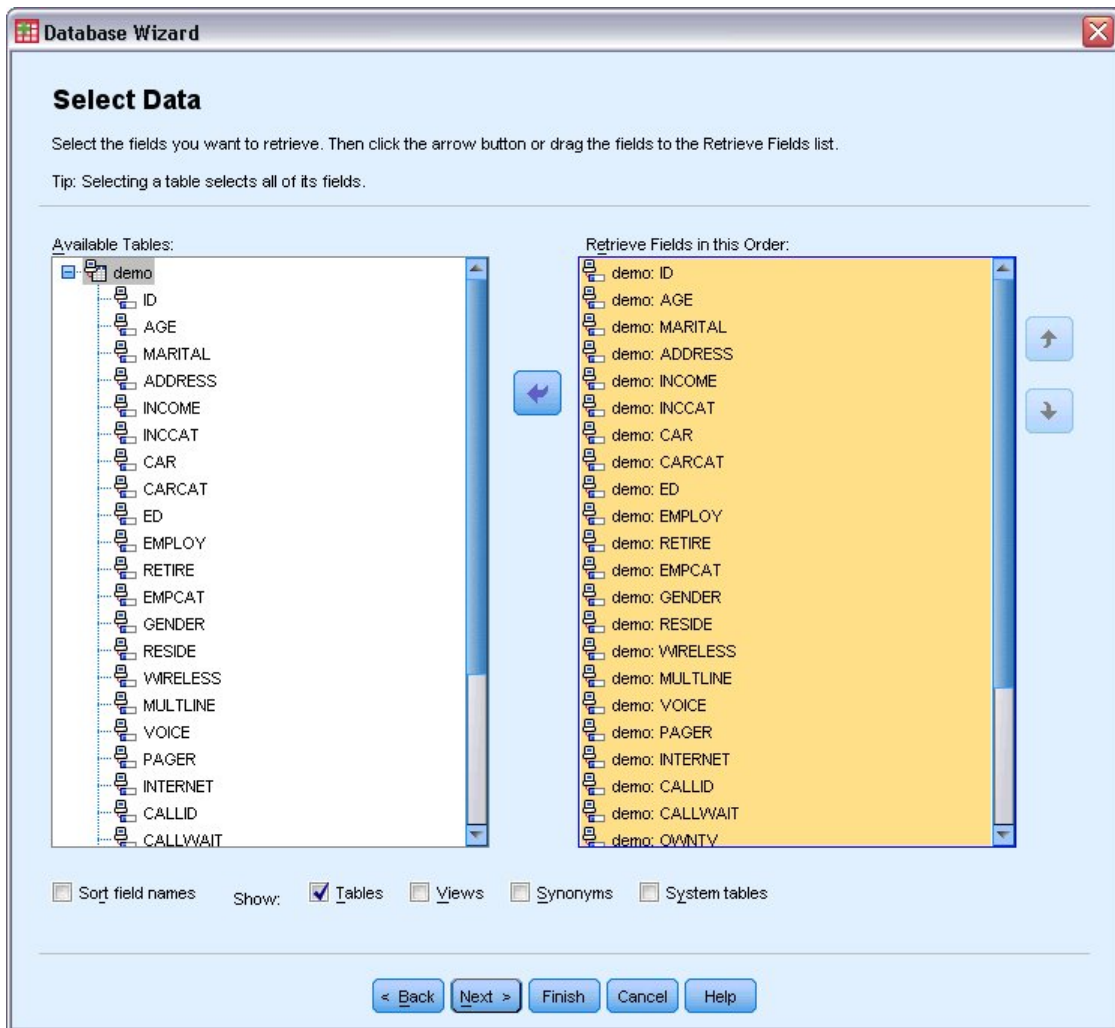 Database Wizard
Select Data
Select the fields you want to retrieve. Then click the arrow button or drag the fields to the Retrieve Fields list.
Tip: Selecting a table selects all of its fields.
Available Tables:
demo
ID
AGE
MARITAL
ADDRESS
INCOME
INCCAT
CAR
CARCAT
ED
EMPLOY
RETIRE
EMPCAT
GENDER
RESIDE
WIRELESS
MULTLINE
VOICE
PAGER
INTERNET
CALLID
CALLWAIT
Retrieve Fields in this Order:
demo: ID
demo: AGE
demo: MARITAL
demo: ADDRESS
demo: INCOME
demo: INCCAT
demo: CAR
demo: CARCAT
demo: ED
demo: EMPLOY
demo: RETIRE
demo: EMPCAT
demo: GENDER
demo: RESIDE
demo: WIRELESS
demo: MULTLINE
demo: VOICE
demo: PAGER
demo: INTERNET
demo: CALLID
demo: CALLWAIT
demo: OWNTV
Sort field names Show: Tables Views Synonyms System tables
< Back Next > Finish Cancel Help